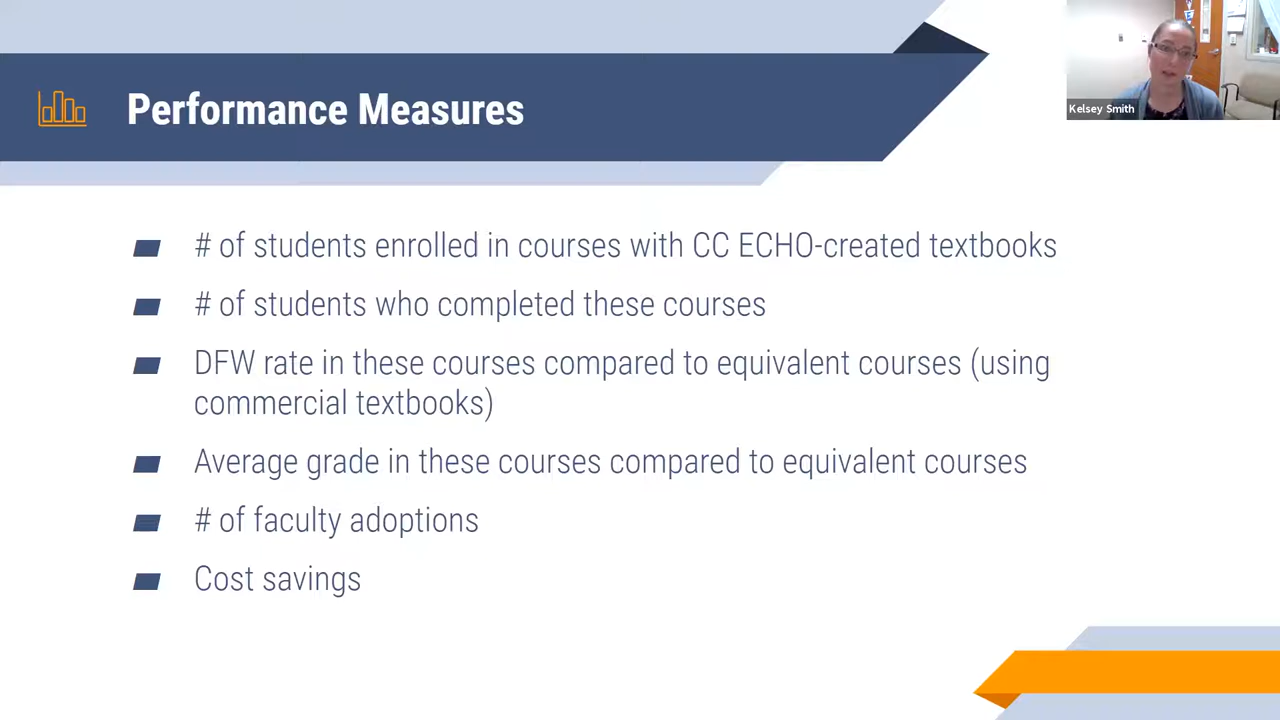 Performance Measures
Kelsey Smith
# of students enrolled in courses with CC ECHO-created textbooks
# of students who completed these courses
DFW rate in these courses compared to equivalent courses (using
commercial textbooks)
Average grade in these courses compared to equivalent courses
# of faculty adoptions
Cost savings